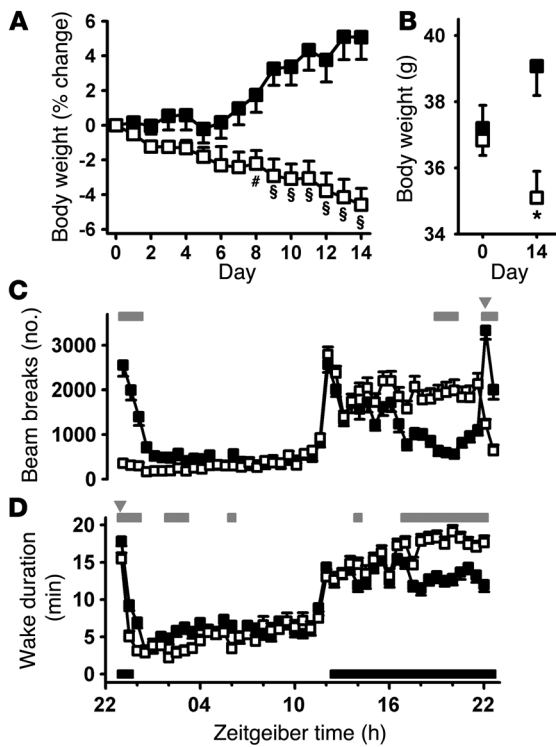 A
Body weight (% change)
6
4
2
0
-2
-4
-6
# § § § § § §
0 2 4 6 8 10 12 14
Day
B
Body weight (g)
40
38
36
34
*
0 14
Day
C
Beam breaks (no.)
3000
2000
1000
0
D
Wake duration
(min)
20
15
10
5
0
22 04 10 16 22
Zeitgeiber time (h)